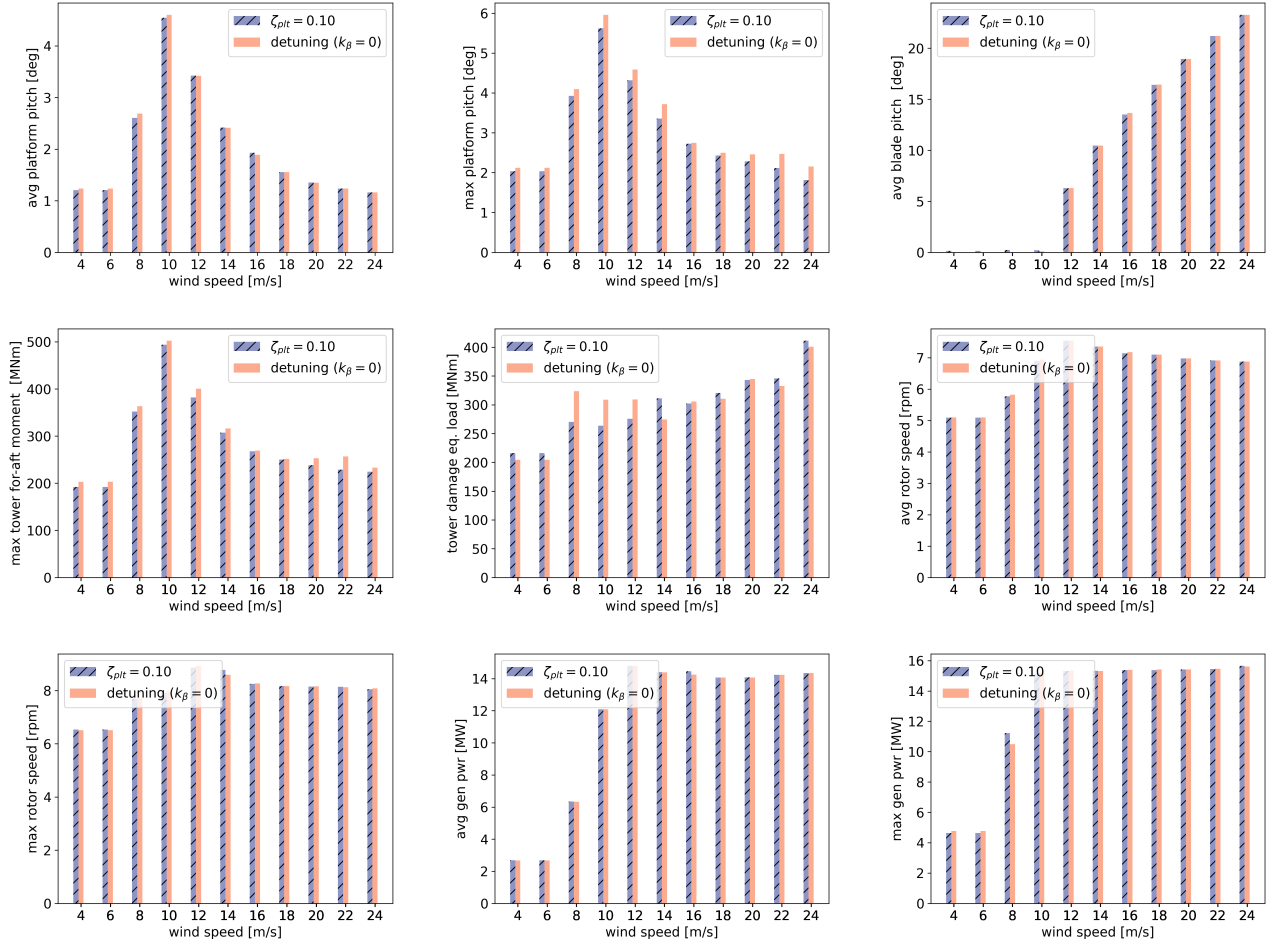 ζplt = 0.10
detuning (kβ = 0)
avg platform pitch [deg]
0 1 2 3 4
4 6 8 10 12 14 16 18 20 22 24
wind speed [m/s]
ζplt = 0.10
detuning (kβ = 0)
max platform pitch [deg]
0 1 2 3 4 5 6
4 6 8 10 12 14 16 18 20 22 24
wind speed [m/s]
ζplt = 0.10
detuning (kβ = 0)
avg blade pitch [deg]
0 5 10 15 20
4 6 8 10 12 14 16 18 20 22 24
wind speed [m/s]
ζplt = 0.10
detuning (kβ = 0)
max tower for-aft moment [MNm]
0 100 200 300 400 500
4 6 8 10 12 14 16 18 20 22 24
wind speed [m/s]
ζplt = 0.10
detuning (kβ = 0)
tower damage eq. load [MNm]
0 50 100 150 200 250 300 350 400
4 6 8 10 12 14 16 18 20 22 24
wind speed [m/s]
ζplt = 0.10
detuning (kβ = 0)
avg rotor speed [rpm]
0 1 2 3 4 5 6 7
4 6 8 10 12 14 16 18 20 22 24
wind speed [m/s]
ζplt = 0.10
detuning (kβ = 0)
max rotor speed [rpm]
0 2 4 6 8
4 6 8 10 12 14 16 18 20 22 24
wind speed [m/s]
ζplt = 0.10
detuning (kβ = 0)
avg gen pwr [MW]
0 2 4 6 8 10 12 14
4 6 8 10 12 14 16 18 20 22 24
wind speed [m/s]
ζplt = 0.10
detuning (kβ = 0)
max gen pwr [MW]
0 2 4 6 8 10 12 14 16
4 6 8 10 12 14 16 18 20 22 24
wind speed [m/s]